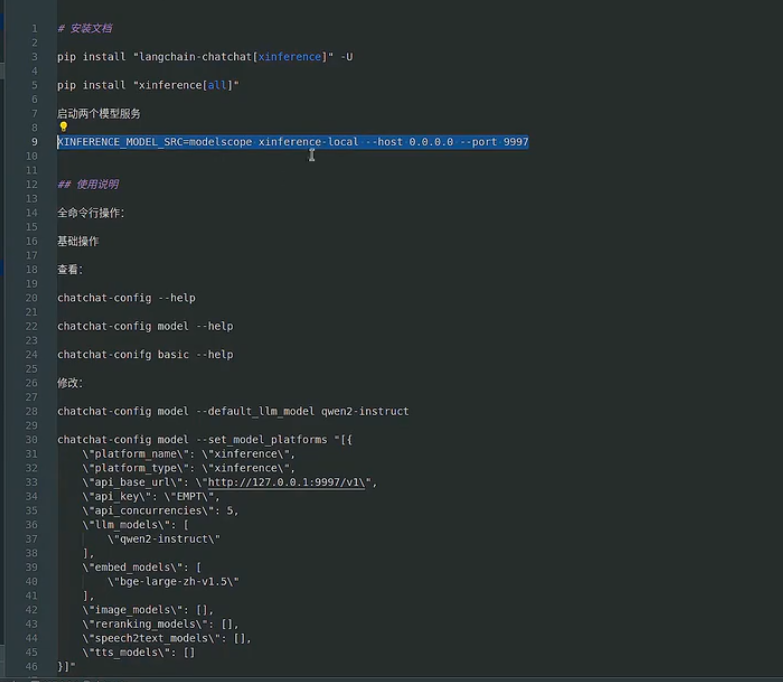 1 # 安装文档
2
3 pip install "langchain-chatchat[xinference]" -U
4
5 pip install "xinference[all]"
6
7 启动两个模型服务
8
9 XINFERENCE_MODEL_SRC=modelscope xinference-local --host 0.0.0.0 --port 9997
10
11
12 ## 使用说明
13
14 全命令行操作：
15
16 基础操作
17
18 查看：
19
20 chatchat-config --help
21
22 chatchat-config model --help
23
24 chatchat-conifg basic --help
25
26 修改：
27
28 chatchat-config model --default_llm_model qwen2-instruct
29
30 chatchat-config model --set_model_platforms "[{
31 \"platform_name\": \"xinference\",
32 \"platform_type\": \"xinference\",
33 \"api_base_url\": \"http://127.0.0.1:9997/v1\",
34 \"api_key\": \"EMPT\",
35 \"api_concurrencies\": 5,
36 \"llm_models\": [
37 \"qwen2-instruct\"
38 ],
39 \"embed_models\": [
40 \"bge-large-zh-v1.5\"
41 ],
42 \"image_models\": [],
43 \"reranking_models\": [],
44 \"speech2text_models\": [],
45 \"tts_models\": []
46 }]"